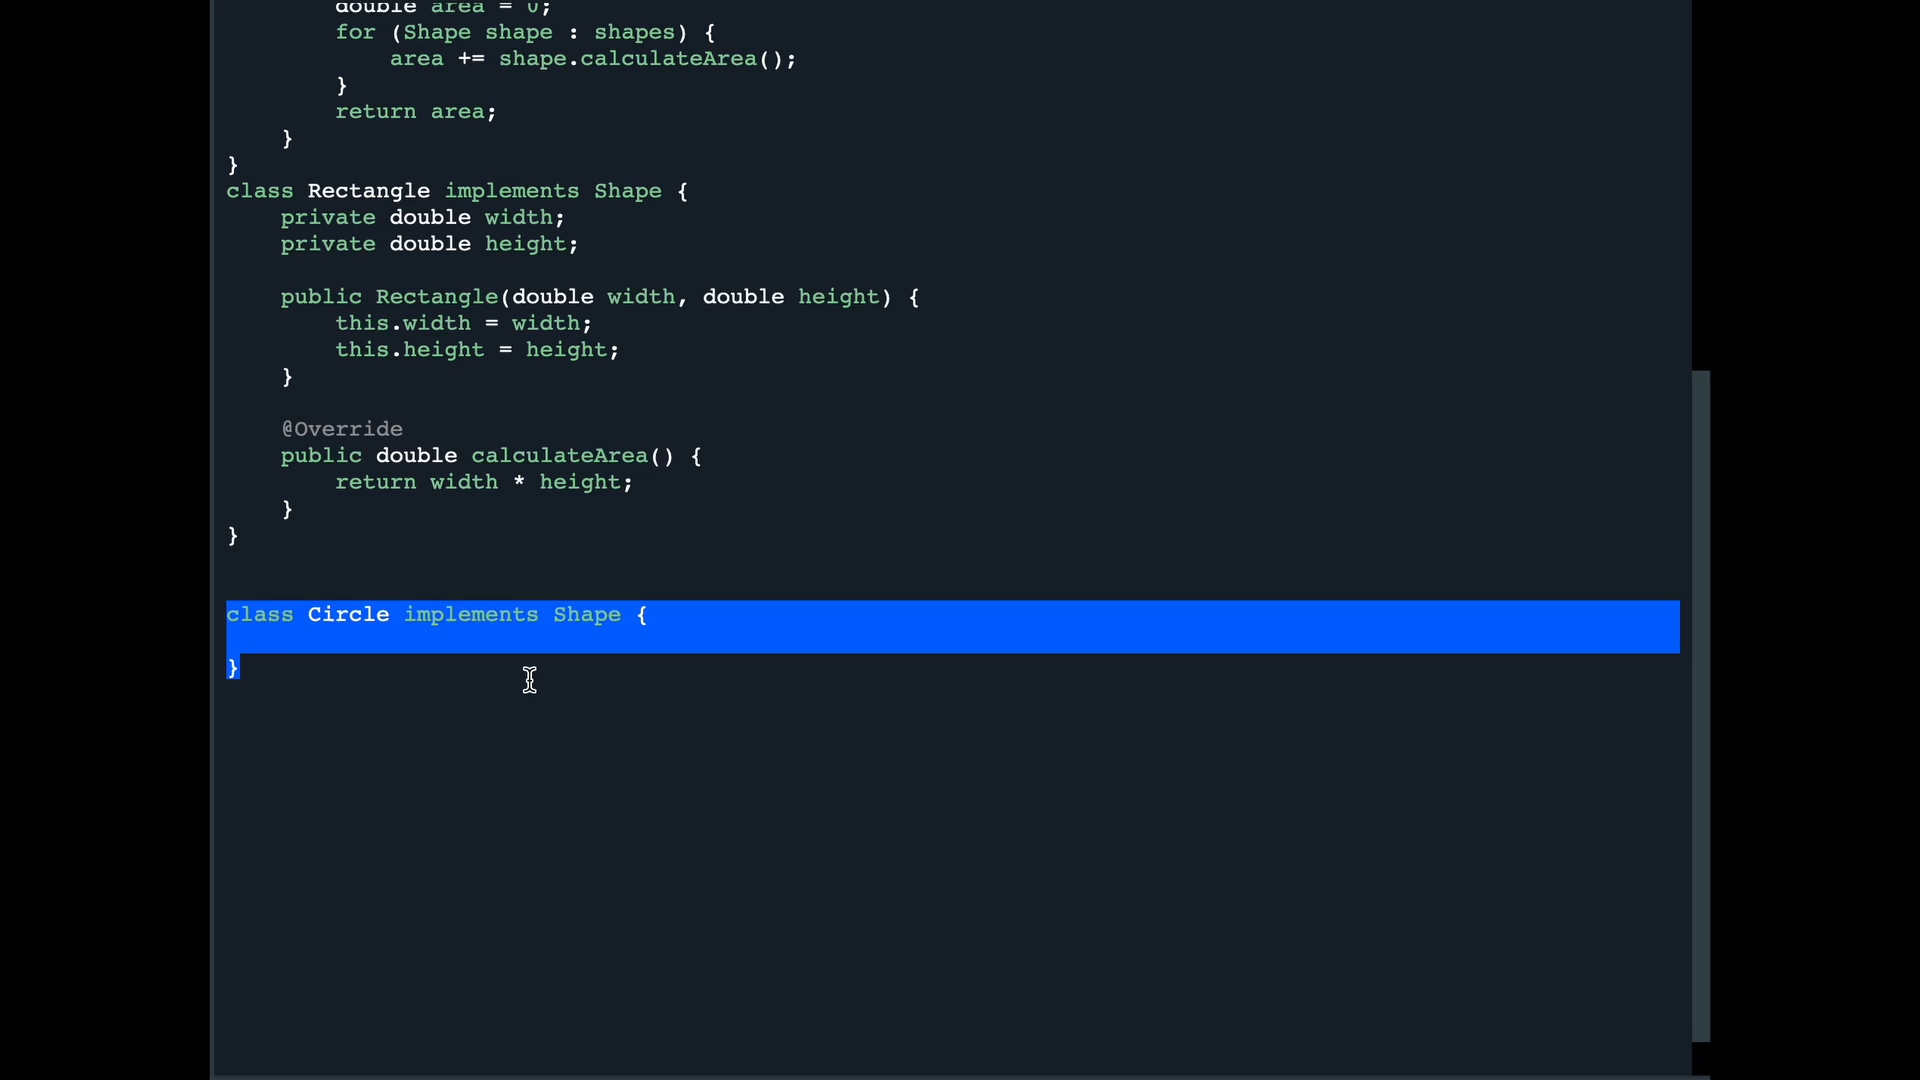 double area = 0;
for (Shape shape : shapes) {
area += shape.calculateArea();
}
return area;
}
}
class Rectangle implements Shape {
private double width;
private double height;
public Rectangle(double width, double height) {
this.width = width;
this.height = height;
}
@Override
public double calculateArea() {
return width * height;
}
}
class Circle implements Shape {
}